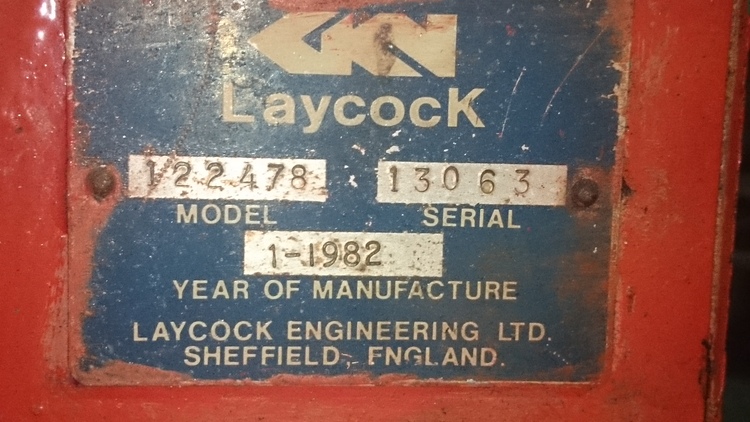 GKN
Laycock
122478 13063
MODEL SERIAL
1-1982
YEAR OF MANUFACTURE
LAYCOCK ENGINEERING LTD.
SHEFFIELD, ENGLAND.